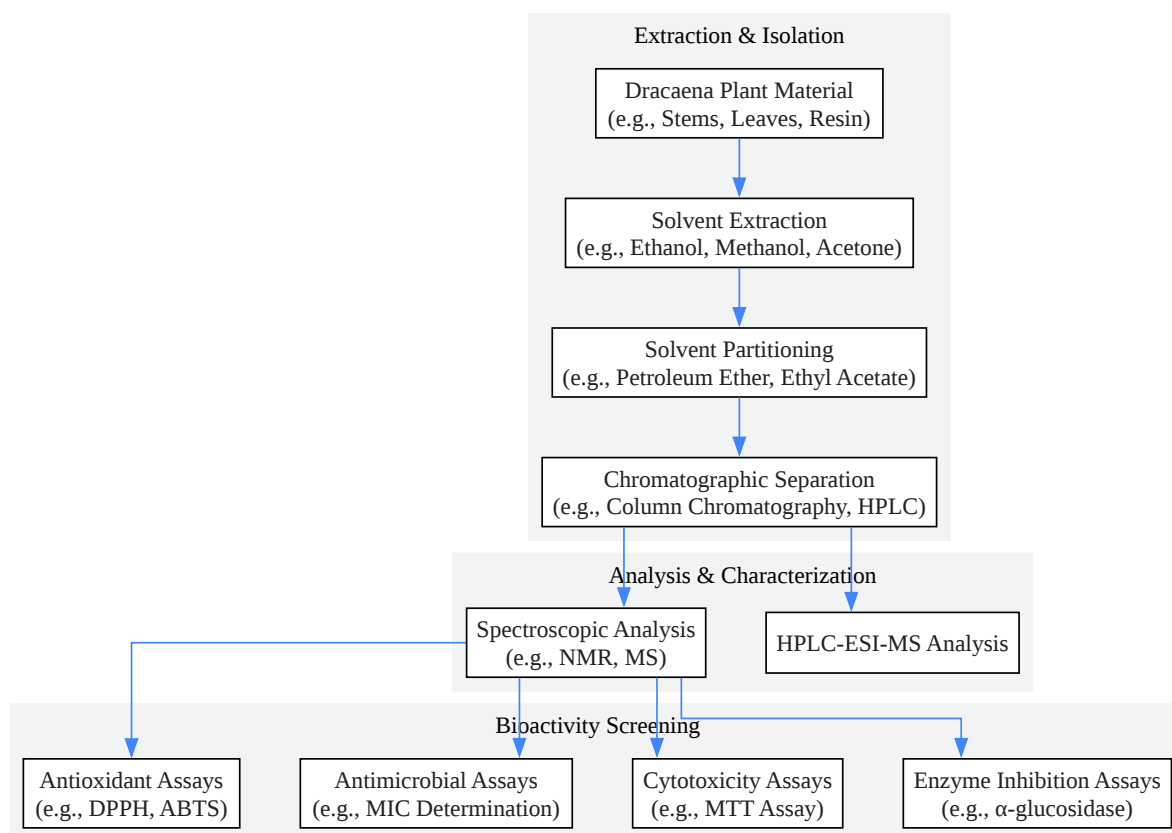 Extraction & Isolation
Dracaena Plant Material
(e.g., Stems, Leaves, Resin)
Solvent Extraction
(e.g., Ethanol, Methanol, Acetone)
Solvent Partitioning
(e.g., Petroleum Ether, Ethyl Acetate)
Chromatographic Separation
(e.g., Column Chromatography, HPLC)
Analysis & Characterization
Spectroscopic Analysis
(e.g., NMR, MS)
HPLC-ESI-MS Analysis
Bioactivity Screening
Antioxidant Assays
(e.g., DPPH, ABTS)
Antimicrobial Assays
(e.g., MIC Determination)
Cytotoxicity Assays
(e.g., MTT Assay)
Enzyme Inhibition Assays
(e.g., α-glucosidase)